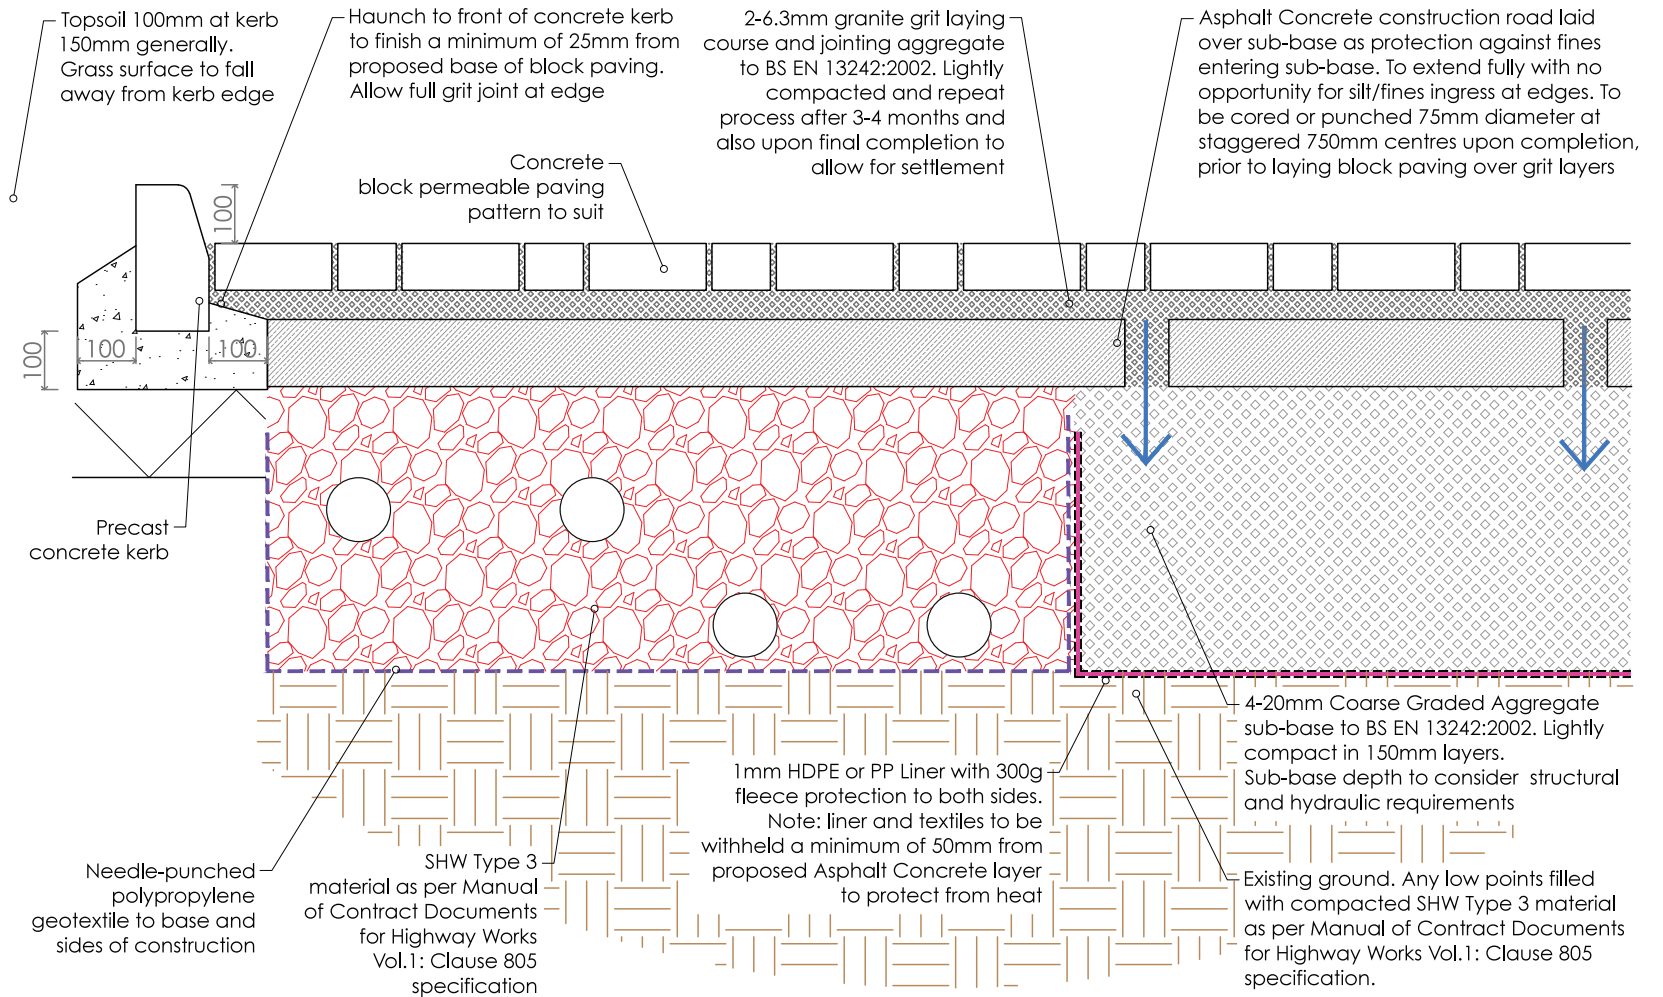 Topsoil 100mm at kerb
150mm generally.
Grass surface to fall
away from kerb edge
Haunch to front of concrete kerb
to finish a minimum of 25mm from
proposed base of block paving.
Allow full grit joint at edge
2-6.3mm granite grit laying
course and jointing aggregate
to BS EN 13242:2002. Lightly
compacted and repeat
process after 3-4 months and
also upon final completion to
allow for settlement
Asphalt Concrete construction road laid
over sub-base as protection against fines
entering sub-base. To extend fully with no
opportunity for silt/fines ingress at edges. To
be cored or punched 75mm diameter at
staggered 750mm centres upon completion,
prior to laying block paving over grit layers
Concrete
block permeable paving
pattern to suit
100
100
100
100
Precast
concrete kerb
4-20mm Coarse Graded Aggregate
sub-base to BS EN 13242:2002. Lightly
compact in 150mm layers.
Sub-base depth to consider structural
and hydraulic requirements
1mm HDPE or PP Liner with 300g
fleece protection to both sides.
Note: liner and textiles to be
withheld a minimum of 50mm from
proposed Asphalt Concrete layer
to protect from heat
Needle-punched
polypropylene
geotextile to base and
sides of construction
SHW Type 3
material as per Manual
of Contract Documents
for Highway Works
Vol.1: Clause 805
specification
Existing ground. Any low points filled
with compacted SHW Type 3 material
as per Manual of Contract Documents
for Highway Works Vol.1: Clause 805
specification.